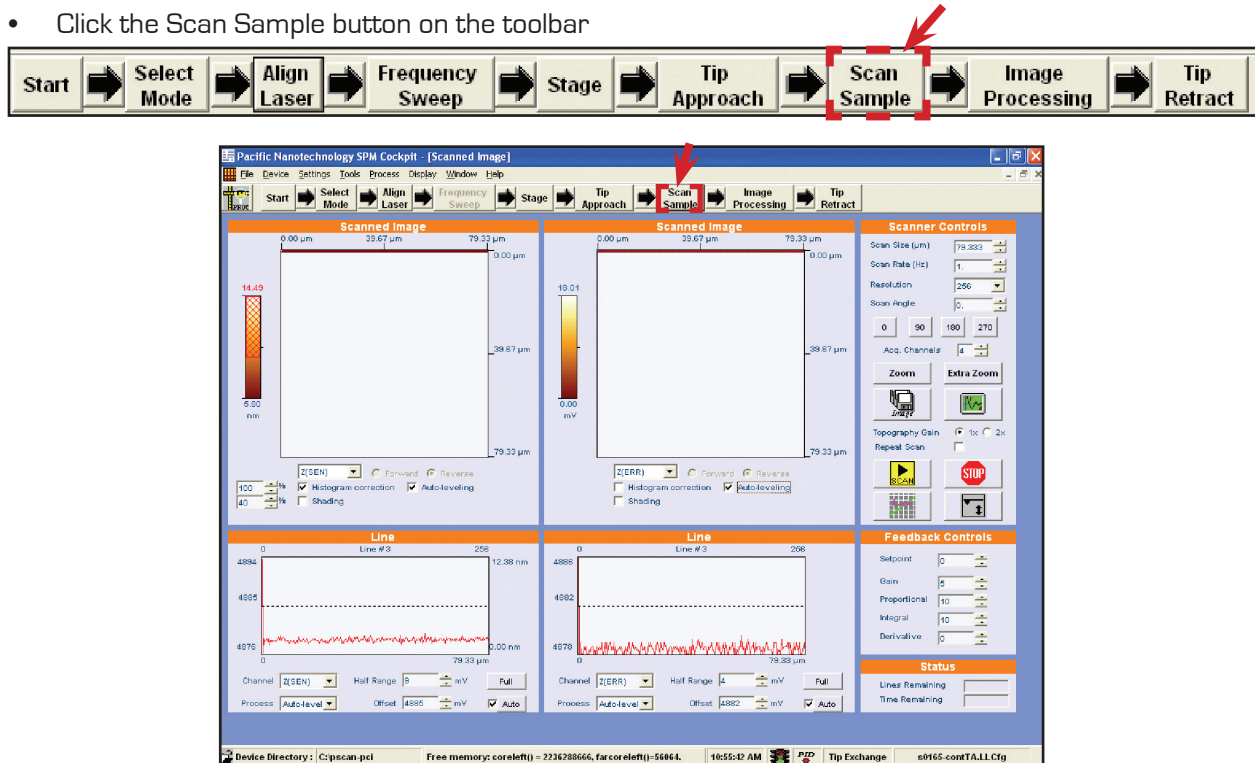 • Click the Scan Sample button on the toolbar
Start Select Mode Align Laser Frequency Sweep Stage Tip Approach Scan Sample Image Processing Tip Retract
Pacific Nanotechnology SPM Cockpit - [Scanned Image]
File Device Settings Tools Process Display Window Help
Start Select Mode Align Laser Frequency Sweep Stage Tip Approach Scan Sample Image Processing Tip Retract
Scanned Image
0.00 µm 39.67 µm 79.33 µm
0.00 µm
14.49
39.67 µm
5.80
nm
79.33 µm
Z(SEN) Forward Reverse
100 % Histogram correction Auto-leveling
40 % Shading
Scanned Image
0.00 µm 39.67 µm 79.33 µm
0.00 µm
18.01
39.67 µm
0.00
mV
79.33 µm
Z(ERR) Forward Reverse
Histogram correction Auto-leveling
Shading
Scanner Controls
Scan Size (µm) 79.333
Scan Rate (Hz) 1.
Resolution 256
Scan Angle 0.
0 90 180 270
Acq. Channels 4
Zoom Extra Zoom
Image
Topography Gain 1x 2x
Repeat Scan
SCAN STOP
Line
0 Line # 3 256
4894 12.38 nm
4885
4876 0.00 nm
0 79.33 µm
Channel Z(SEN) Half Range 9 mV Full
Process Auto-level Offset 4885 mV Auto
Line
0 Line # 3 256
4886
4882
4878
0 79.33 µm
Channel Z(ERR) Half Range 4 mV Full
Process Auto-level Offset 4882 mV Auto
Feedback Controls
Setpoint 0
Gain 5
Proportional 10
Integral 10
Derivative 0
Status
Lines Remaining
Time Remaining
Device Directory : C:\pscan-pci Free memory: coreleft() = 2236288666, farcoreleft()=56064. 10:55:42 AM PID Tip Exchange s0165-contTA.LLCfg